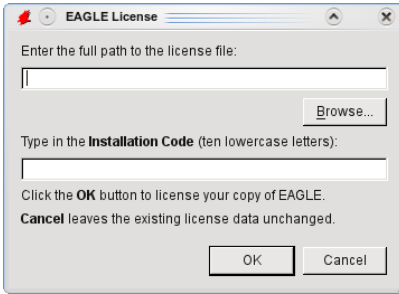 EAGLE License
Enter the full path to the license file:
Browse...
Type in the Installation Code (ten lowercase letters):
Click the OK button to license your copy of EAGLE.
Cancel leaves the existing license data unchanged.
OK
Cancel